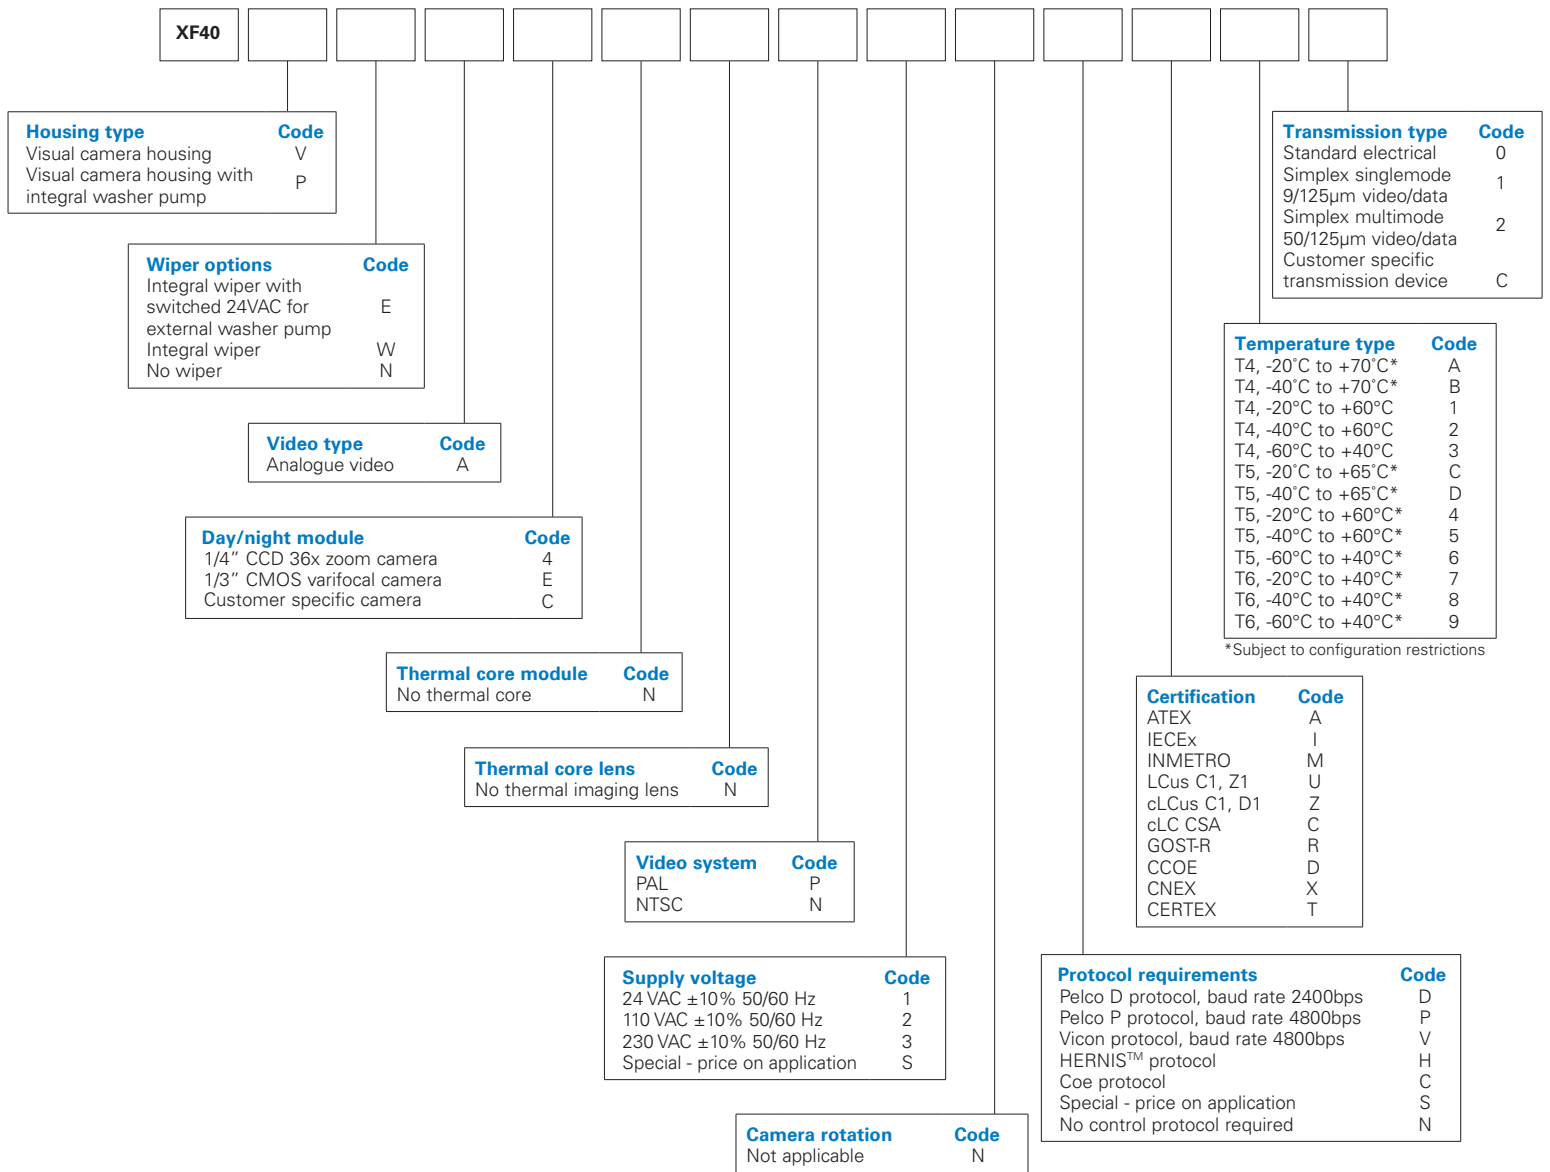 XF40
Housing type Code
Visual camera housing V
Visual camera housing with
integral washer pump P
Wiper options Code
Integral wiper with
switched 24VAC for E
external washer pump
Integral wiper W
No wiper N
Video type Code
Analogue video A
Day/night module Code
1/4” CCD 36x zoom camera 4
1/3” CMOS varifocal camera E
Customer specific camera C
Thermal core module Code
No thermal core N
Thermal core lens Code
No thermal imaging lens N
Video system Code
PAL P
NTSC N
Supply voltage Code
24 VAC ±10% 50/60 Hz 1
110 VAC ±10% 50/60 Hz 2
230 VAC ±10% 50/60 Hz 3
Special - price on application S
Camera rotation Code
Not applicable N
Protocol requirements Code
Pelco D protocol, baud rate 2400bps D
Pelco P protocol, baud rate 4800bps P
Vicon protocol, baud rate 4800bps V
HERNIS™ protocol H
Coe protocol C
Special - price on application S
No control protocol required N
Certification Code
ATEX A
IECEx I
INMETRO M
LCus C1, Z1 U
cLCus C1, D1 Z
cLC CSA C
GOST-R R
CCOE D
CNEX X
CERTEX T
Temperature type Code
T4, -20˚C to +70˚C* A
T4, -40˚C to +70˚C* B
T4, -20°C to +60°C 1
T4, -40°C to +60°C 2
T4, -60°C to +40°C 3
T5, -20˚C to +65˚C* C
T5, -40˚C to +65˚C* D
T5, -20°C to +60°C* 4
T5, -40°C to +60°C* 5
T5, -60°C to +40°C* 6
T6, -20°C to +40°C* 7
T6, -40°C to +40°C* 8
T6, -60°C to +40°C* 9
*Subject to configuration restrictions
Transmission type Code
Standard electrical 0
Simplex singlemode
9/125µm video/data 1
Simplex multimode
50/125µm video/data 2
Customer specific
transmission device C